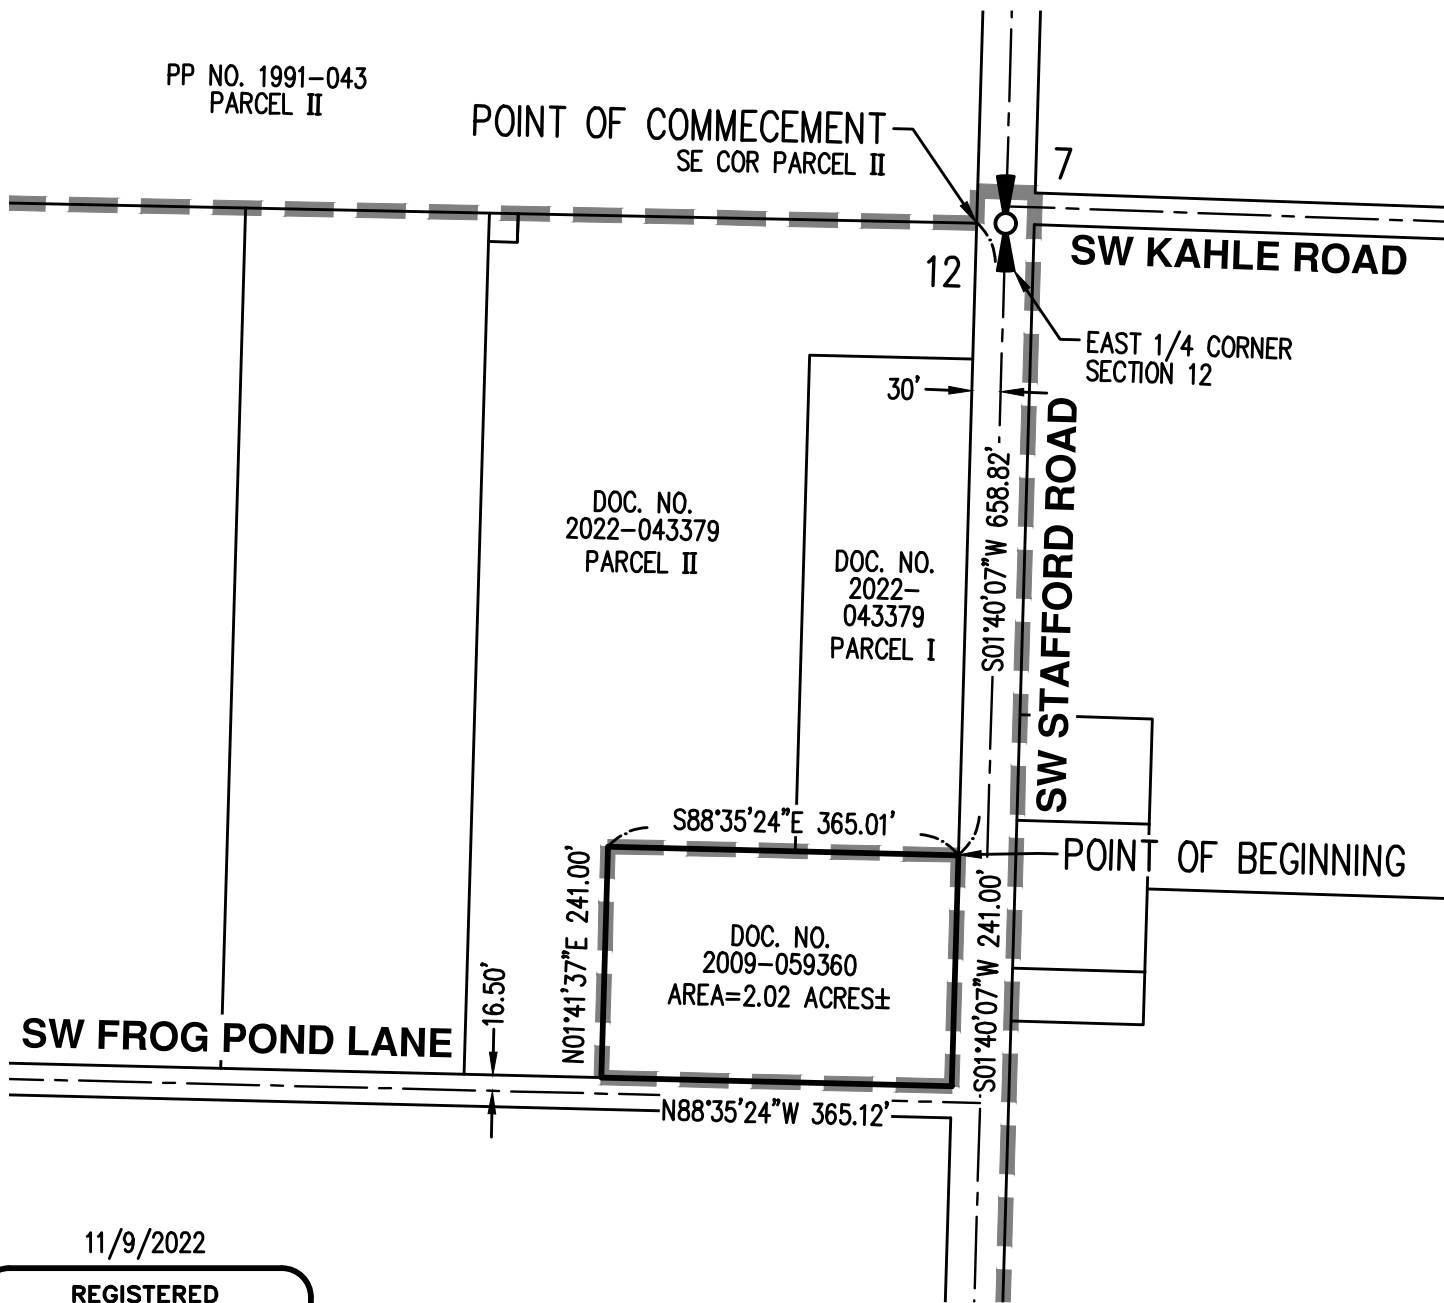 PP NO. 1991-043
PARCEL II
POINT OF COMMECEMENT
SE COR PARCEL II
7
12
SW KAHLE ROAD
EAST 1/4 CORNER
SECTION 12
30'
S01°40'07"W 658.82'
SW STAFFORD ROAD
DOC. NO.
2022-043379
PARCEL II
DOC. NO.
2022-
043379
PARCEL I
S88°35'24"E 365.01'
POINT OF BEGINNING
N01°41'37"E 241.00'
DOC. NO.
2009-059360
AREA=2.02 ACRES±
S01°40'07"W 241.00'
16.50'
SW FROG POND LANE
N88°35'24"W 365.12'
11/9/2022
REGISTERED